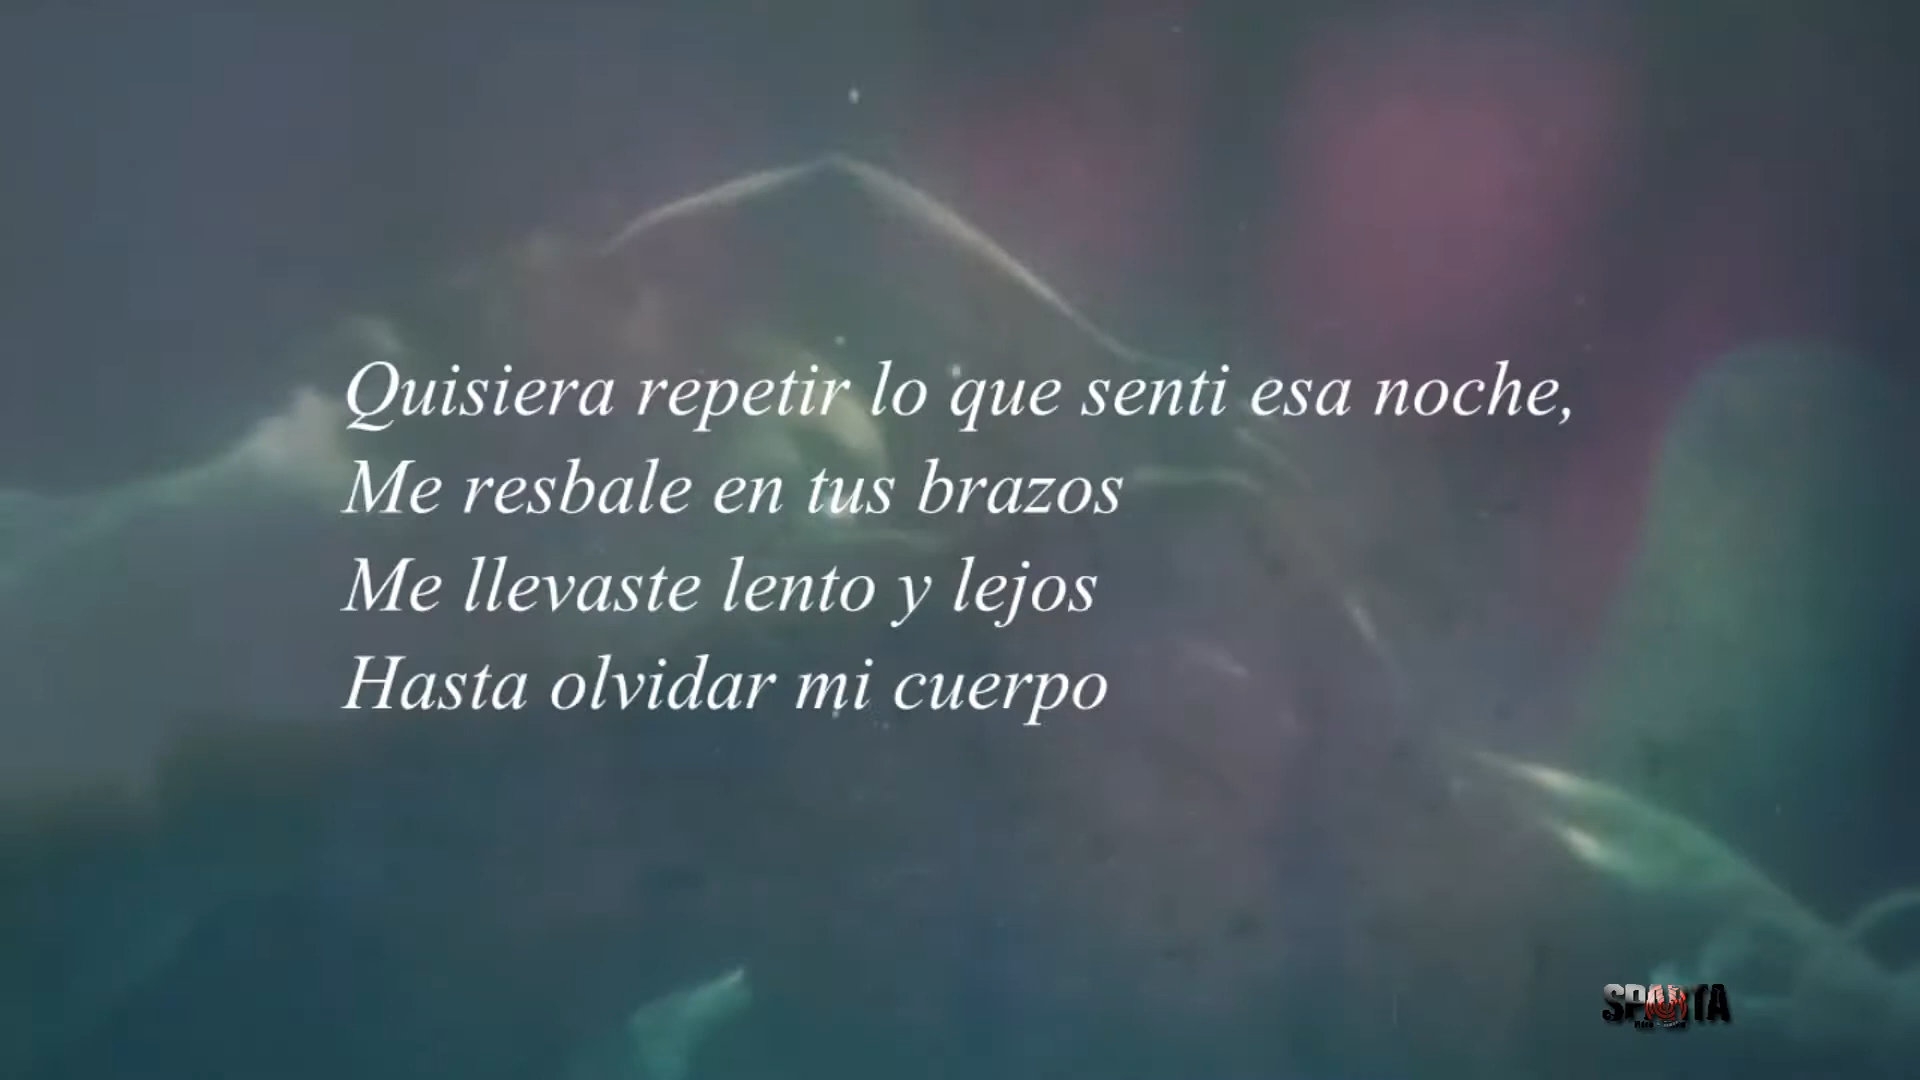 Quisiera repetir lo que senti esa noche,
Me resbale en tus brazos
Me llevaste lento y lejos
Hasta olvidar mi cuerpo
SPARTA